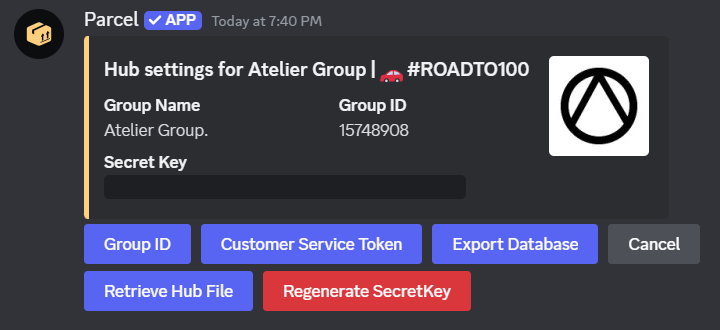 Parcel ✓ APP Today at 7:40 PM
Hub settings for Atelier Group | 🚗 #ROADTO100
Group Name Group ID
Atelier Group. 15748908
Secret Key
Group ID Customer Service Token Export Database Cancel
Retrieve Hub File Regenerate SecretKey